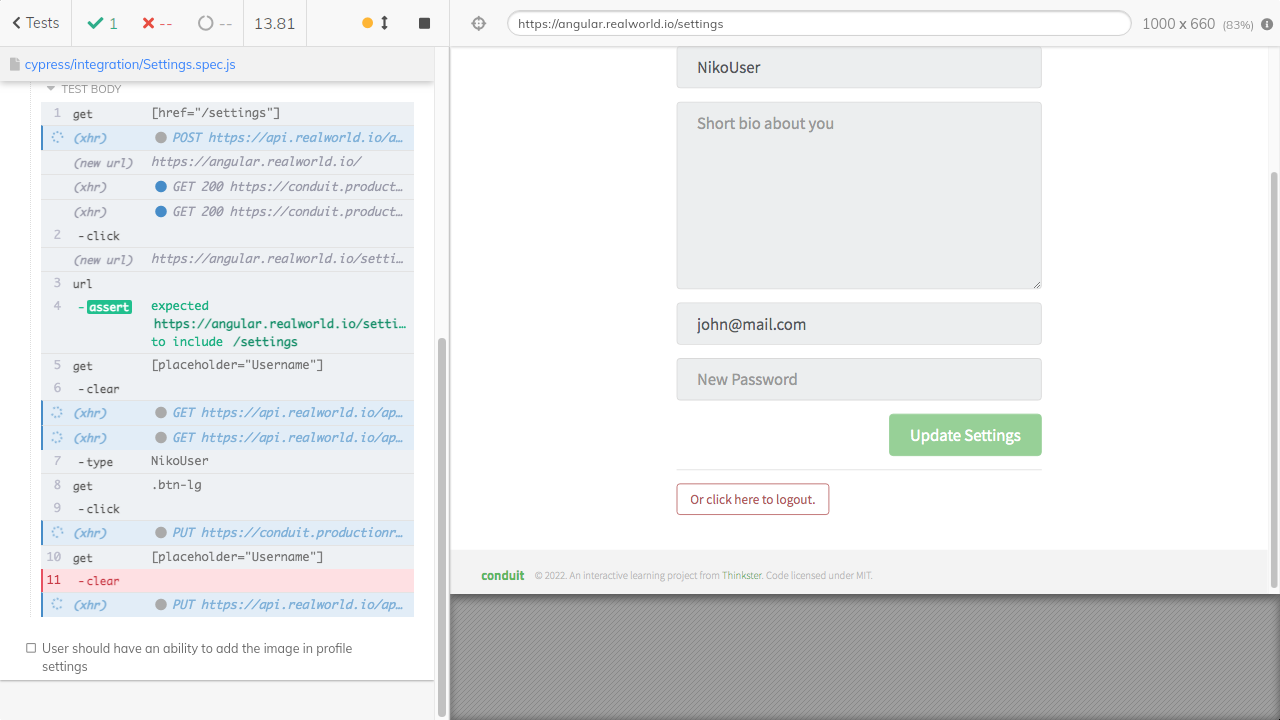 Tests
1
--
--
13.81
https://angular.realworld.io/settings
1000 x 660 (83%)
cypress/integration/Settings.spec.js
TEST BODY
1 get [href="/settings"]
(xhr) POST https://api.realworld.io/a…
(new url) https://angular.realworld.io/
(xhr) GET 200 https://conduit.product…
(xhr) GET 200 https://conduit.product…
2 -click
(new url) https://angular.realworld.io/setti…
3 url
4 -assert expected
https://angular.realworld.io/setti…
to include /settings
5 get [placeholder="Username"]
6 -clear
(xhr) GET https://api.realworld.io/ap…
(xhr) GET https://api.realworld.io/ap…
7 -type NikoUser
8 get .btn-lg
9 -click
(xhr) PUT https://conduit.productionr…
10 get [placeholder="Username"]
11 -clear
(xhr) PUT https://api.realworld.io/ap…
User should have an ability to add the image in profile
settings
NikoUser
Short bio about you
john@mail.com
New Password
Update Settings
Or click here to logout.
conduit © 2022. An interactive learning project from Thinkster. Code licensed under MIT.